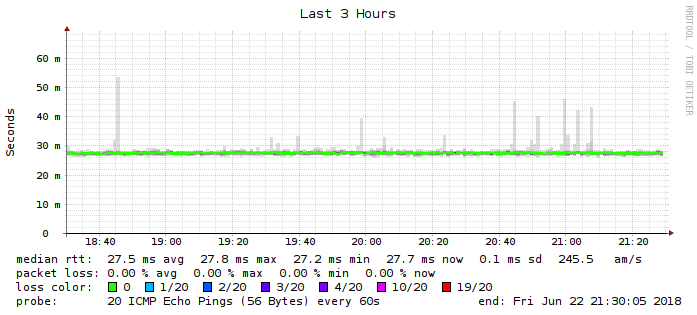 Last 3 Hours
RRDTOOL / TOBI OETIKER
Seconds
60 m
50 m
40 m
30 m
20 m
10 m
0
18:40 19:00 19:20 19:40 20:00 20:20 20:40 21:00 21:20
median rtt: 27.5 ms avg 27.8 ms max 27.2 ms min 27.7 ms now 0.1 ms sd 245.5 am/s
packet loss: 0.00 % avg 0.00 % max 0.00 % min 0.00 % now
loss color: 0 1/20 2/20 3/20 4/20 10/20 19/20
probe: 20 ICMP Echo Pings (56 Bytes) every 60s end: Fri Jun 22 21:30:05 2018